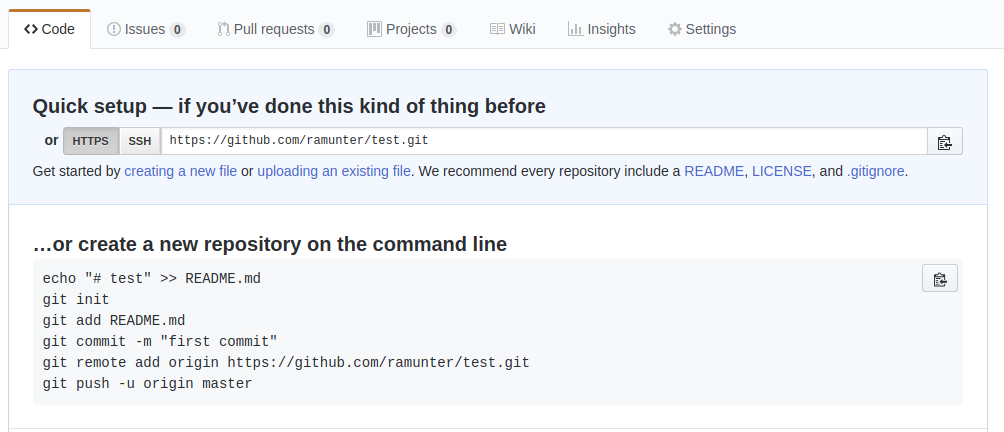 Code Issues 0 Pull requests 0 Projects 0 Wiki Insights Settings
Quick setup — if you’ve done this kind of thing before
or HTTPS SSH https://github.com/ramunter/test.git
Get started by creating a new file or uploading an existing file. We recommend every repository include a README, LICENSE, and .gitignore.
…or create a new repository on the command line
echo "# test" >> README.md
git init
git add README.md
git commit -m "first commit"
git remote add origin https://github.com/ramunter/test.git
git push -u origin master